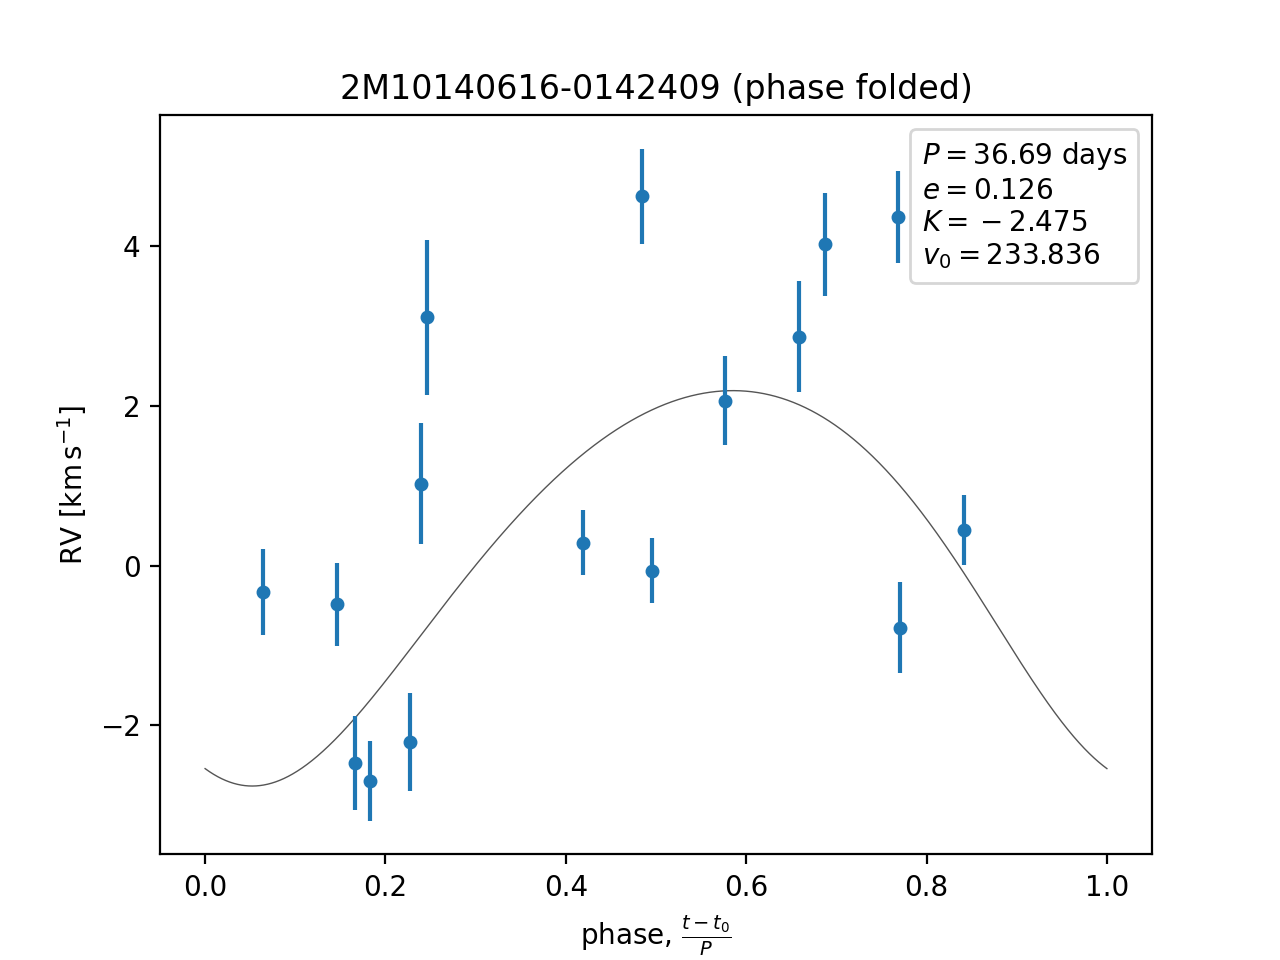 2M10140616-0142409 (phase folded)
P = 36.69 days
e = 0.126
K = −2.475
v₀ = 233.836
4
2
0
−2
RV [km s⁻¹]
0.0 0.2 0.4 0.6 0.8 1.0
phase, (t − t₀)/P